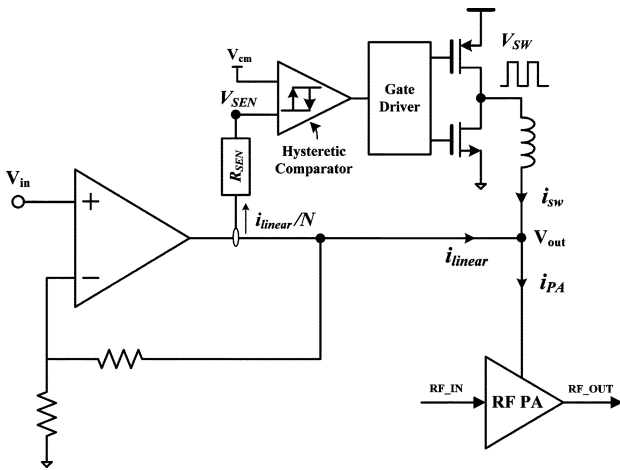 V_SW
V_cm
V_SEN
Gate
Driver
Hysteretic
Comparator
R_SEN
V_in
+
−
i_linear/N
i_sw
V_out
i_linear
i_PA
RF_IN
RF PA
RF_OUT